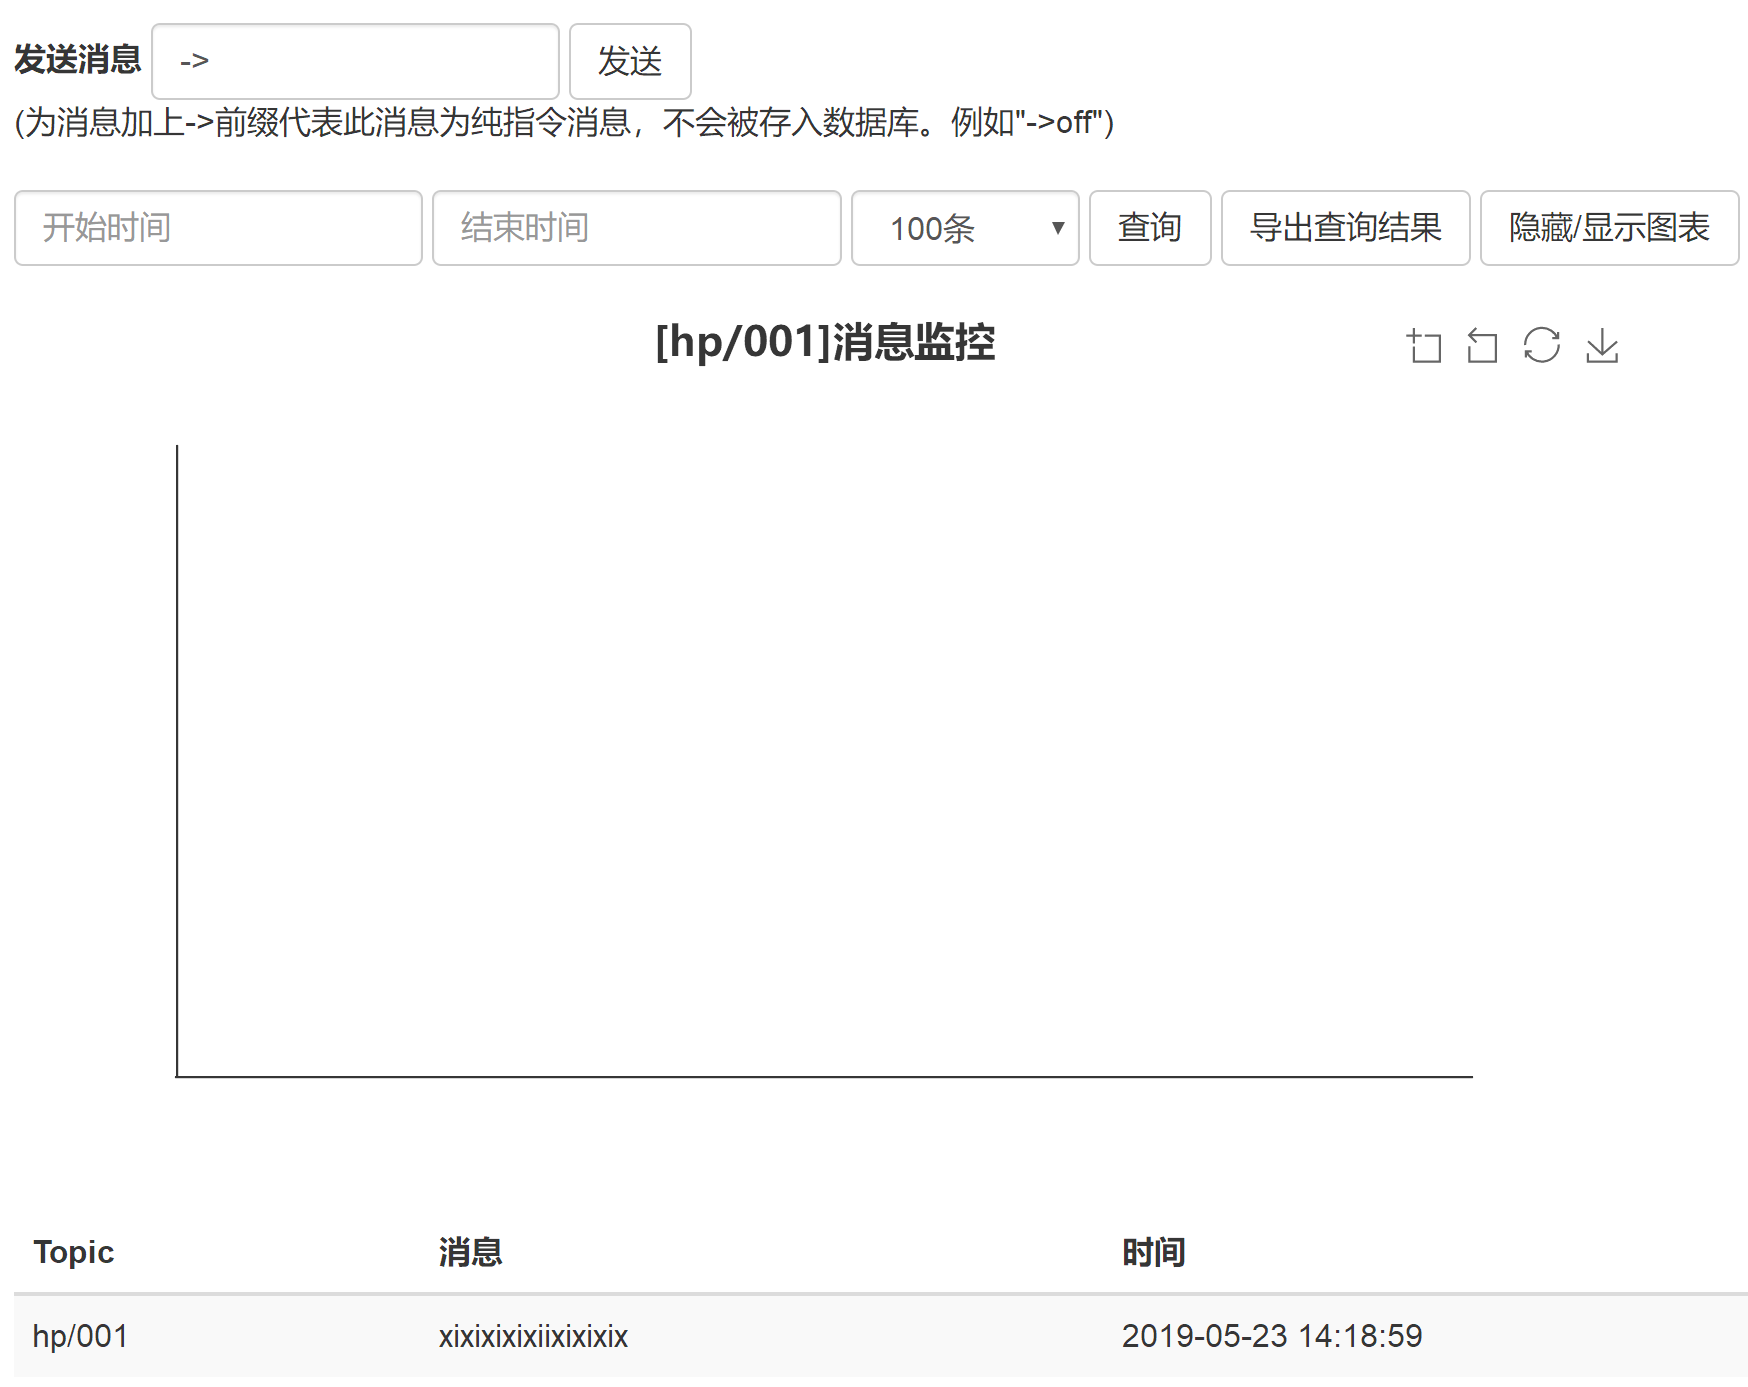 发送消息 -> 发送
(为消息加上->前缀代表此消息为纯指令消息，不会被存入数据库。例如"->off")
开始时间 结束时间 100条 查询 导出查询结果 隐藏/显示图表
[hp/001]消息监控
Topic 消息 时间
hp/001 xixixixixiixixixix 2019-05-23 14:18:59